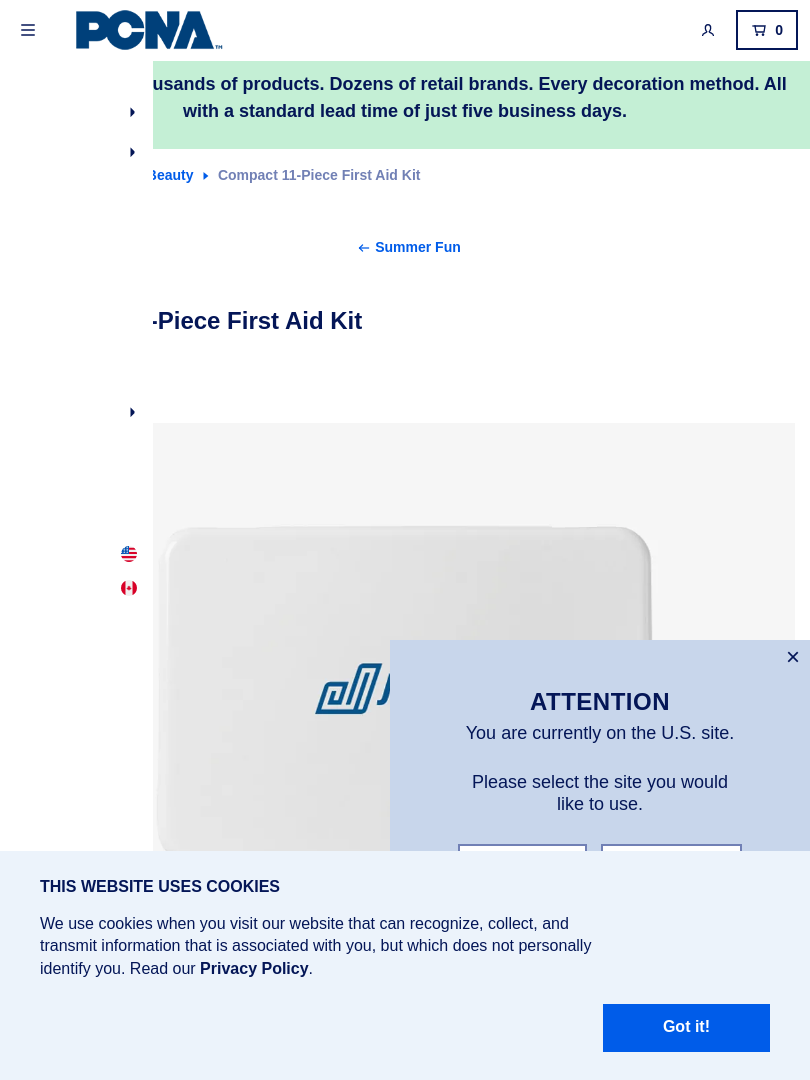 PCNA™
0
usands of products. Dozens of retail brands. Every decoration method. All
with a standard lead time of just five business days.
Beauty Compact 11-Piece First Aid Kit
← Summer Fun
-Piece First Aid Kit
×
ATTENTION
You are currently on the U.S. site.
Please select the site you would
like to use.
THIS WEBSITE USES COOKIES
We use cookies when you visit our website that can recognize, collect, and
transmit information that is associated with you, but which does not personally
identify you. Read our Privacy Policy.
Got it!